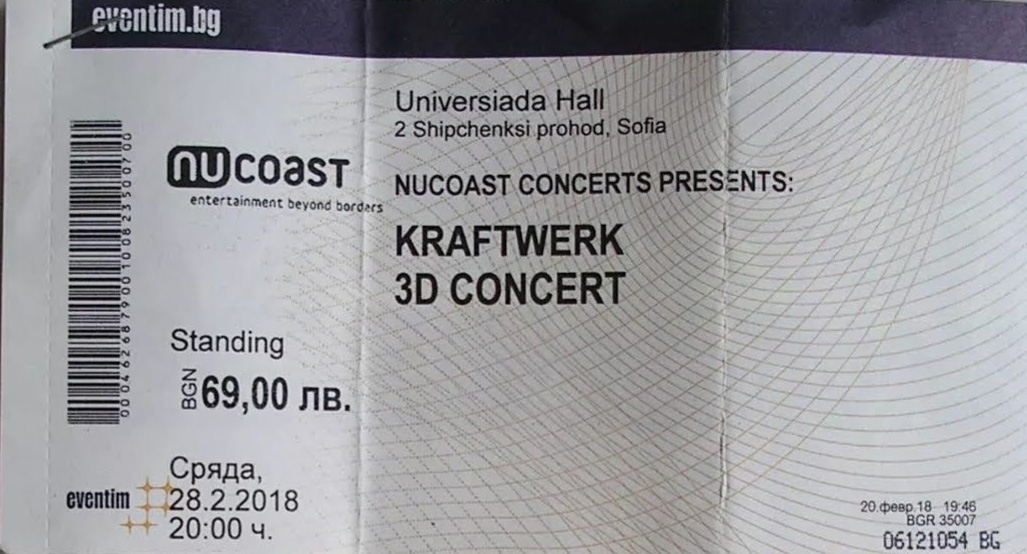 eventim.bg
Universiada Hall
2 Shipchenksi prohod, Sofia
nucoast
entertainment beyond borders
NUCOAST CONCERTS PRESENTS:
KRAFTWERK
3D CONCERT
Standing
BGN 69,00 лв.
Сряда,
28.2.2018
20:00 ч.
eventim
20.февр.18 19:46
BGR 35007
06121054 BG